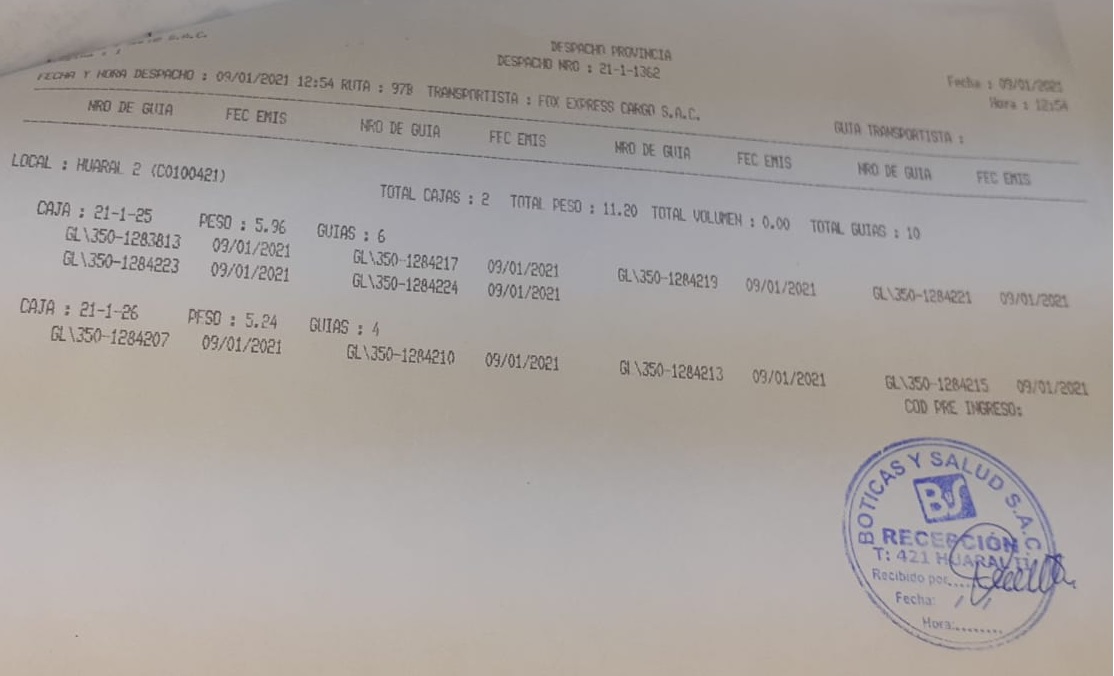 S.A.C.
DESPACHO PROVINCIA
DESPACHO NRO : 21-1-1362
Fecha : 09/01/2021
Hora : 12:54
FECHA Y HORA DESPACHO : 09/01/2021 12:54 RUTA : 97B TRANSPORTISTA : FOX EXPRESS CARGO S.A.C.
GUIA TRANSPORTISTA :
NRO DE GUIA FEC EMIS NRO DE GUIA FEC EMIS NRO DE GUIA FEC EMIS NRO DE GUIA FEC EMIS
LOCAL : HUARAL 2 (C0100421) TOTAL CAJAS : 2 TOTAL PESO : 11.20 TOTAL VOLUMEN : 0.00 TOTAL GUIAS : 10
CAJA : 21-1-25 PESO : 5.96 GUIAS : 6
GL\350-1283813 09/01/2021 GL\350-1284217 09/01/2021 GL\350-1284219 09/01/2021 GL\350-1284221 09/01/2021
GL\350-1284223 09/01/2021 GL\350-1284224 09/01/2021
CAJA : 21-1-26 PESO : 5.24 GUIAS : 4
GL\350-1284207 09/01/2021 GL\350-1284210 09/01/2021 GL\350-1284213 09/01/2021 GL\350-1284215 09/01/2021
COD PRE INGRESO:
BOTICAS Y SALUD S.A.C
BS
RECEPCIÓN
T: 421 HUARAL
Recibido por.....
Fecha: / /
Hora:........